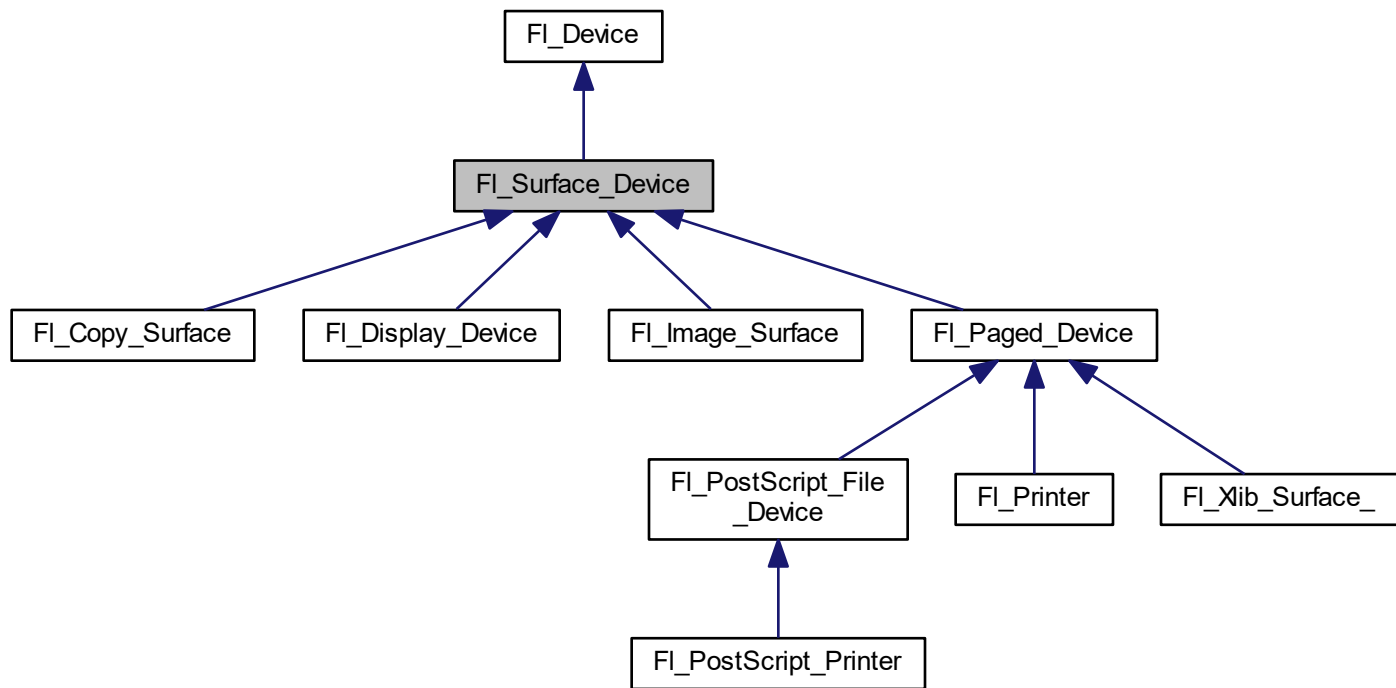 Fl_Device
Fl_Surface_Device
Fl_Copy_Surface
Fl_Display_Device
Fl_Image_Surface
Fl_Paged_Device
Fl_PostScript_File
_Device
Fl_Printer
Fl_Xlib_Surface_
Fl_PostScript_Printer